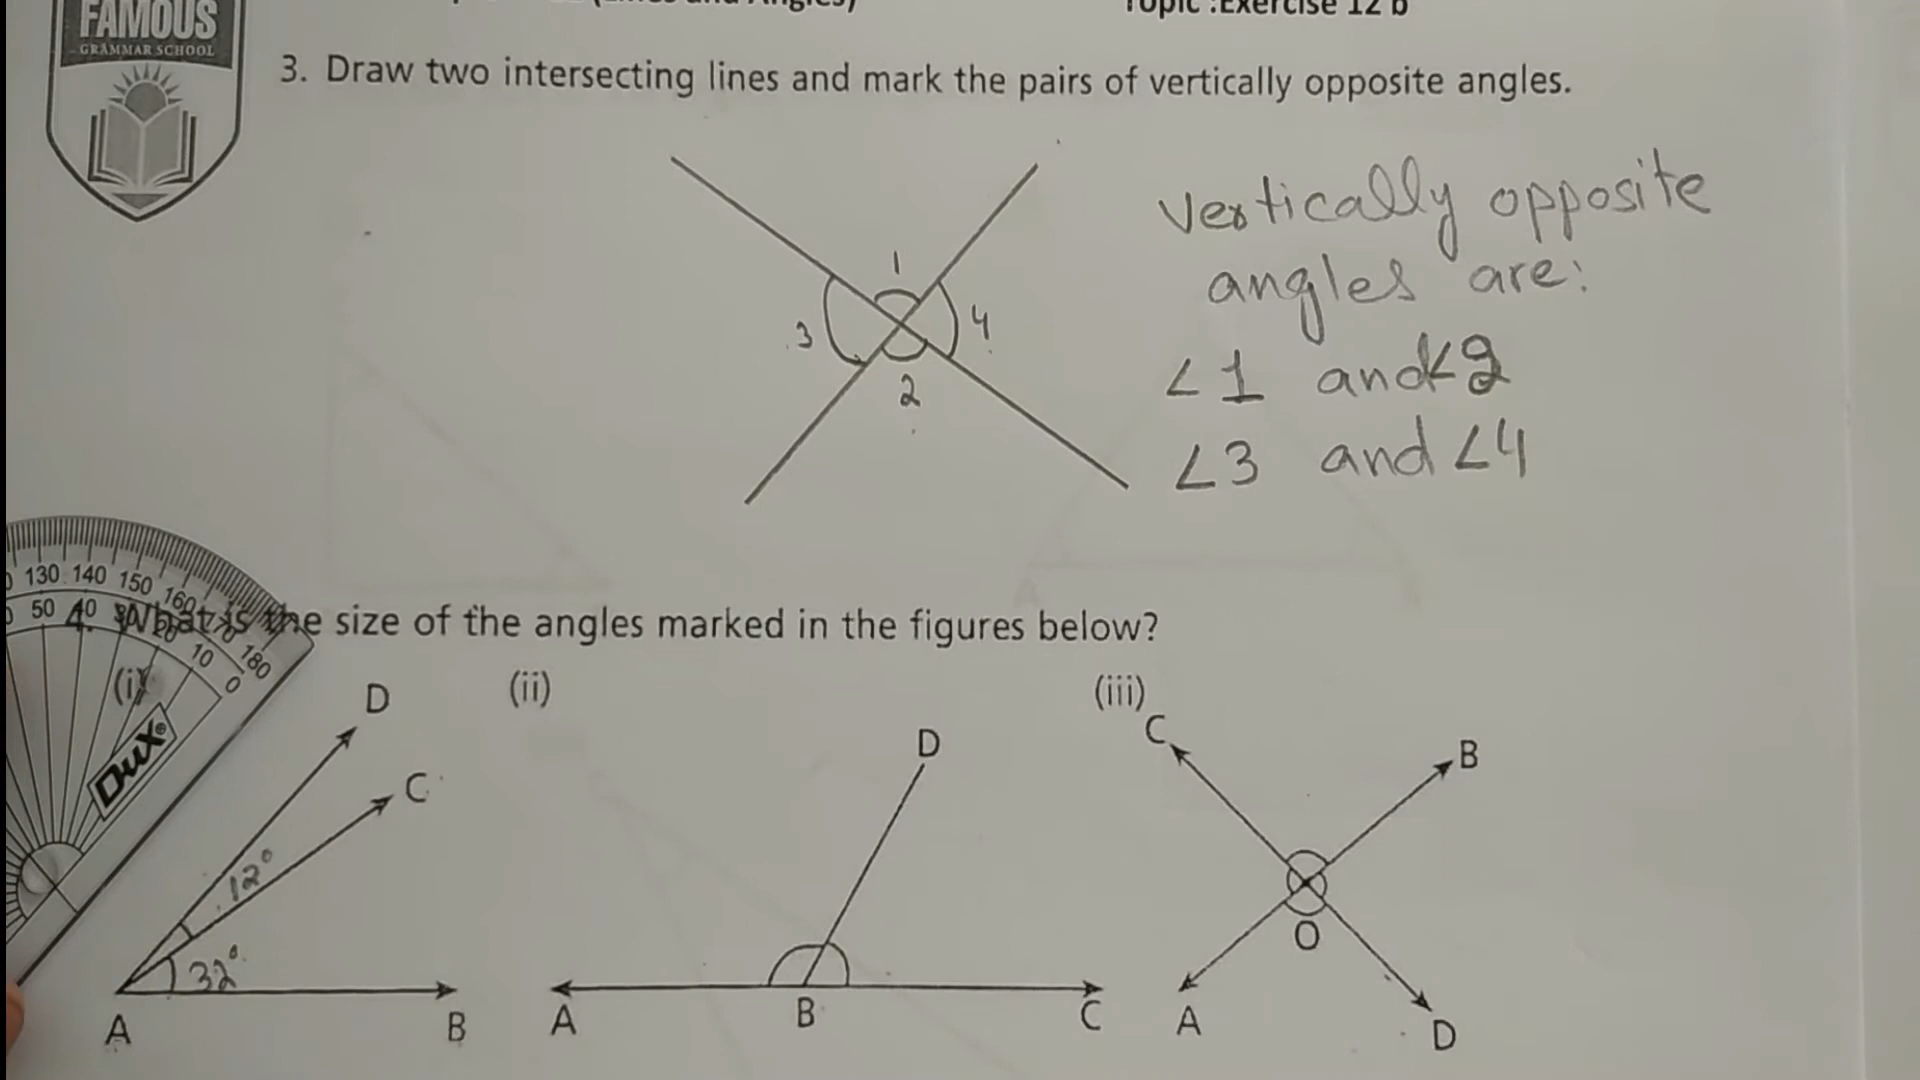 FAMOUS
GRAMMAR SCHOOL
Topic :Exercise 12 b
3. Draw two intersecting lines and mark the pairs of vertically opposite angles.
1
3
4
2
Vertically opposite
angles are:
∠1 and ∠2
∠3 and ∠4
130 140 150 160 180
50 40 10 0
DUX®
4. What is the size of the angles marked in the figures below?
(i)
D
C
12°
32°
A
B
(ii)
D
A
B
C
(iii)
C
B
O
A
D